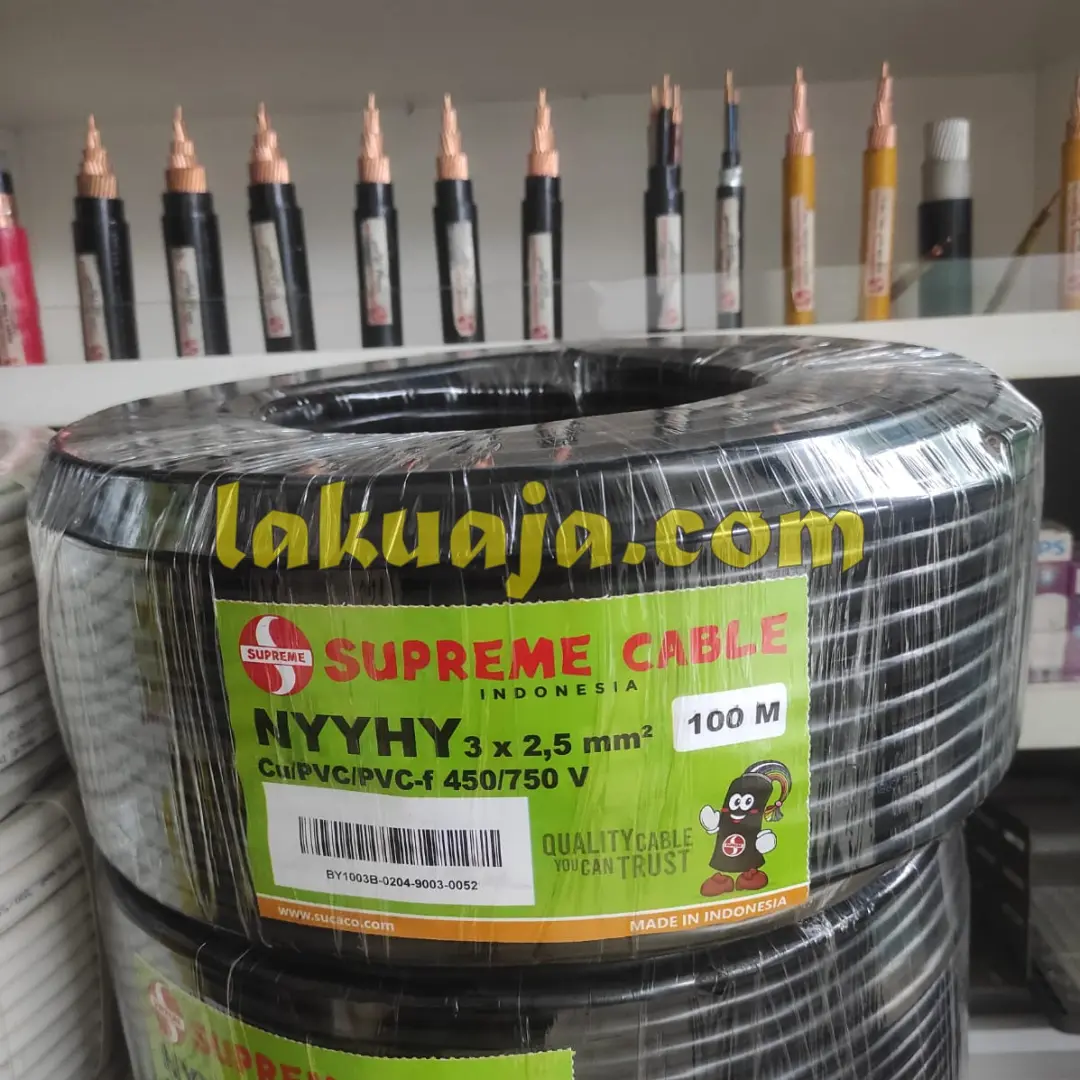 lakuaja.com
SUPREME
SUPREME CABLE
INDONESIA
NYYHY 3 x 2,5 mm²
100 M
Cu/PVC/PVC-f 450/750 V
BY1003B-0204-9003-0052
QUALITY CABLE
YOU CAN TRUST
www.sucaco.com
MADE IN INDONESIA
SUPREME